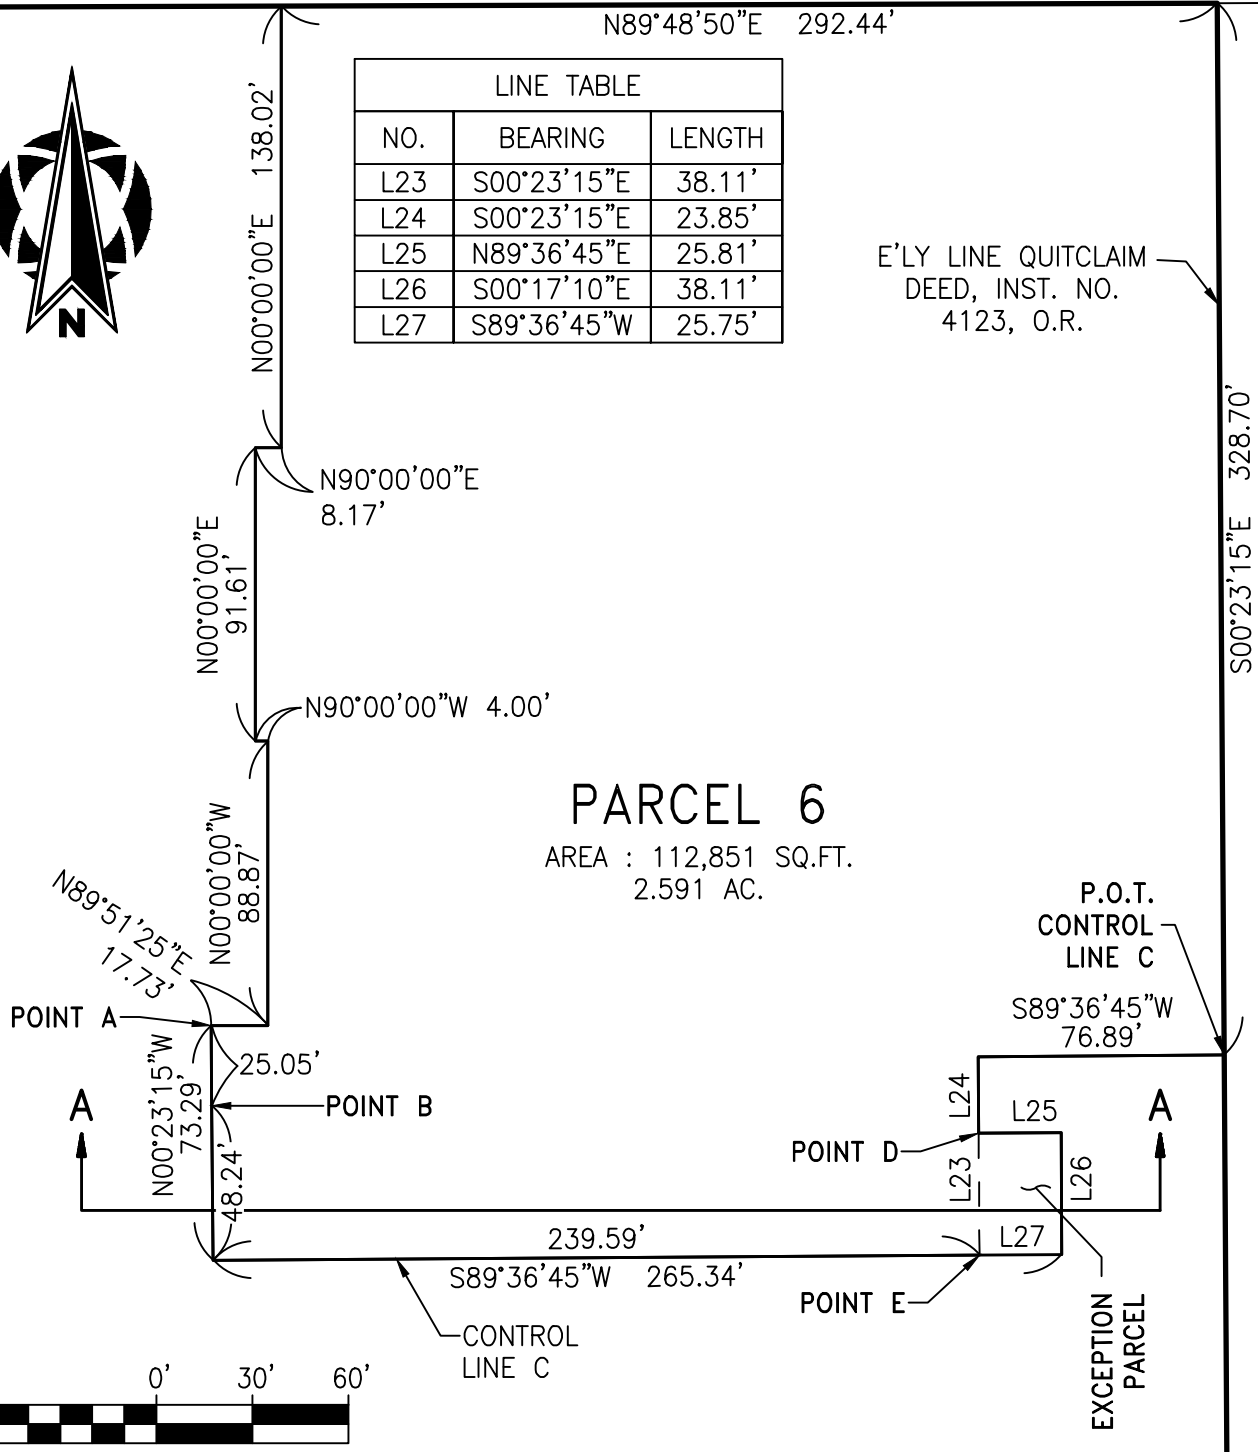 N89°48'50"E 292.44'
N00°00'00"E 138.02'
N
LINE TABLE
NO. BEARING LENGTH
L23 S00°23'15"E 38.11'
L24 S00°23'15"E 23.85'
L25 N89°36'45"E 25.81'
L26 S00°17'10"E 38.11'
L27 S89°36'45"W 25.75'
E'LY LINE QUITCLAIM
DEED, INST. NO.
4123, O.R.
S00°23'15"E 328.70'
N90°00'00"E
8.17'
N00°00'00"E
91.61'
N90°00'00"W 4.00'
PARCEL 6
AREA : 112,851 SQ.FT.
2.591 AC.
N00°00'00"W
88.87'
N89°51'25"E
17.73'
P.O.T.
CONTROL
LINE C
S89°36'45"W
76.89'
POINT A
25.05'
N00°23'15"W
73.29'
POINT B
48.24'
A
A
L24
L25
POINT D
L23
L26
239.59'
L27
S89°36'45"W 265.34'
POINT E
EXCEPTION
PARCEL
CONTROL
LINE C
0' 30' 60'